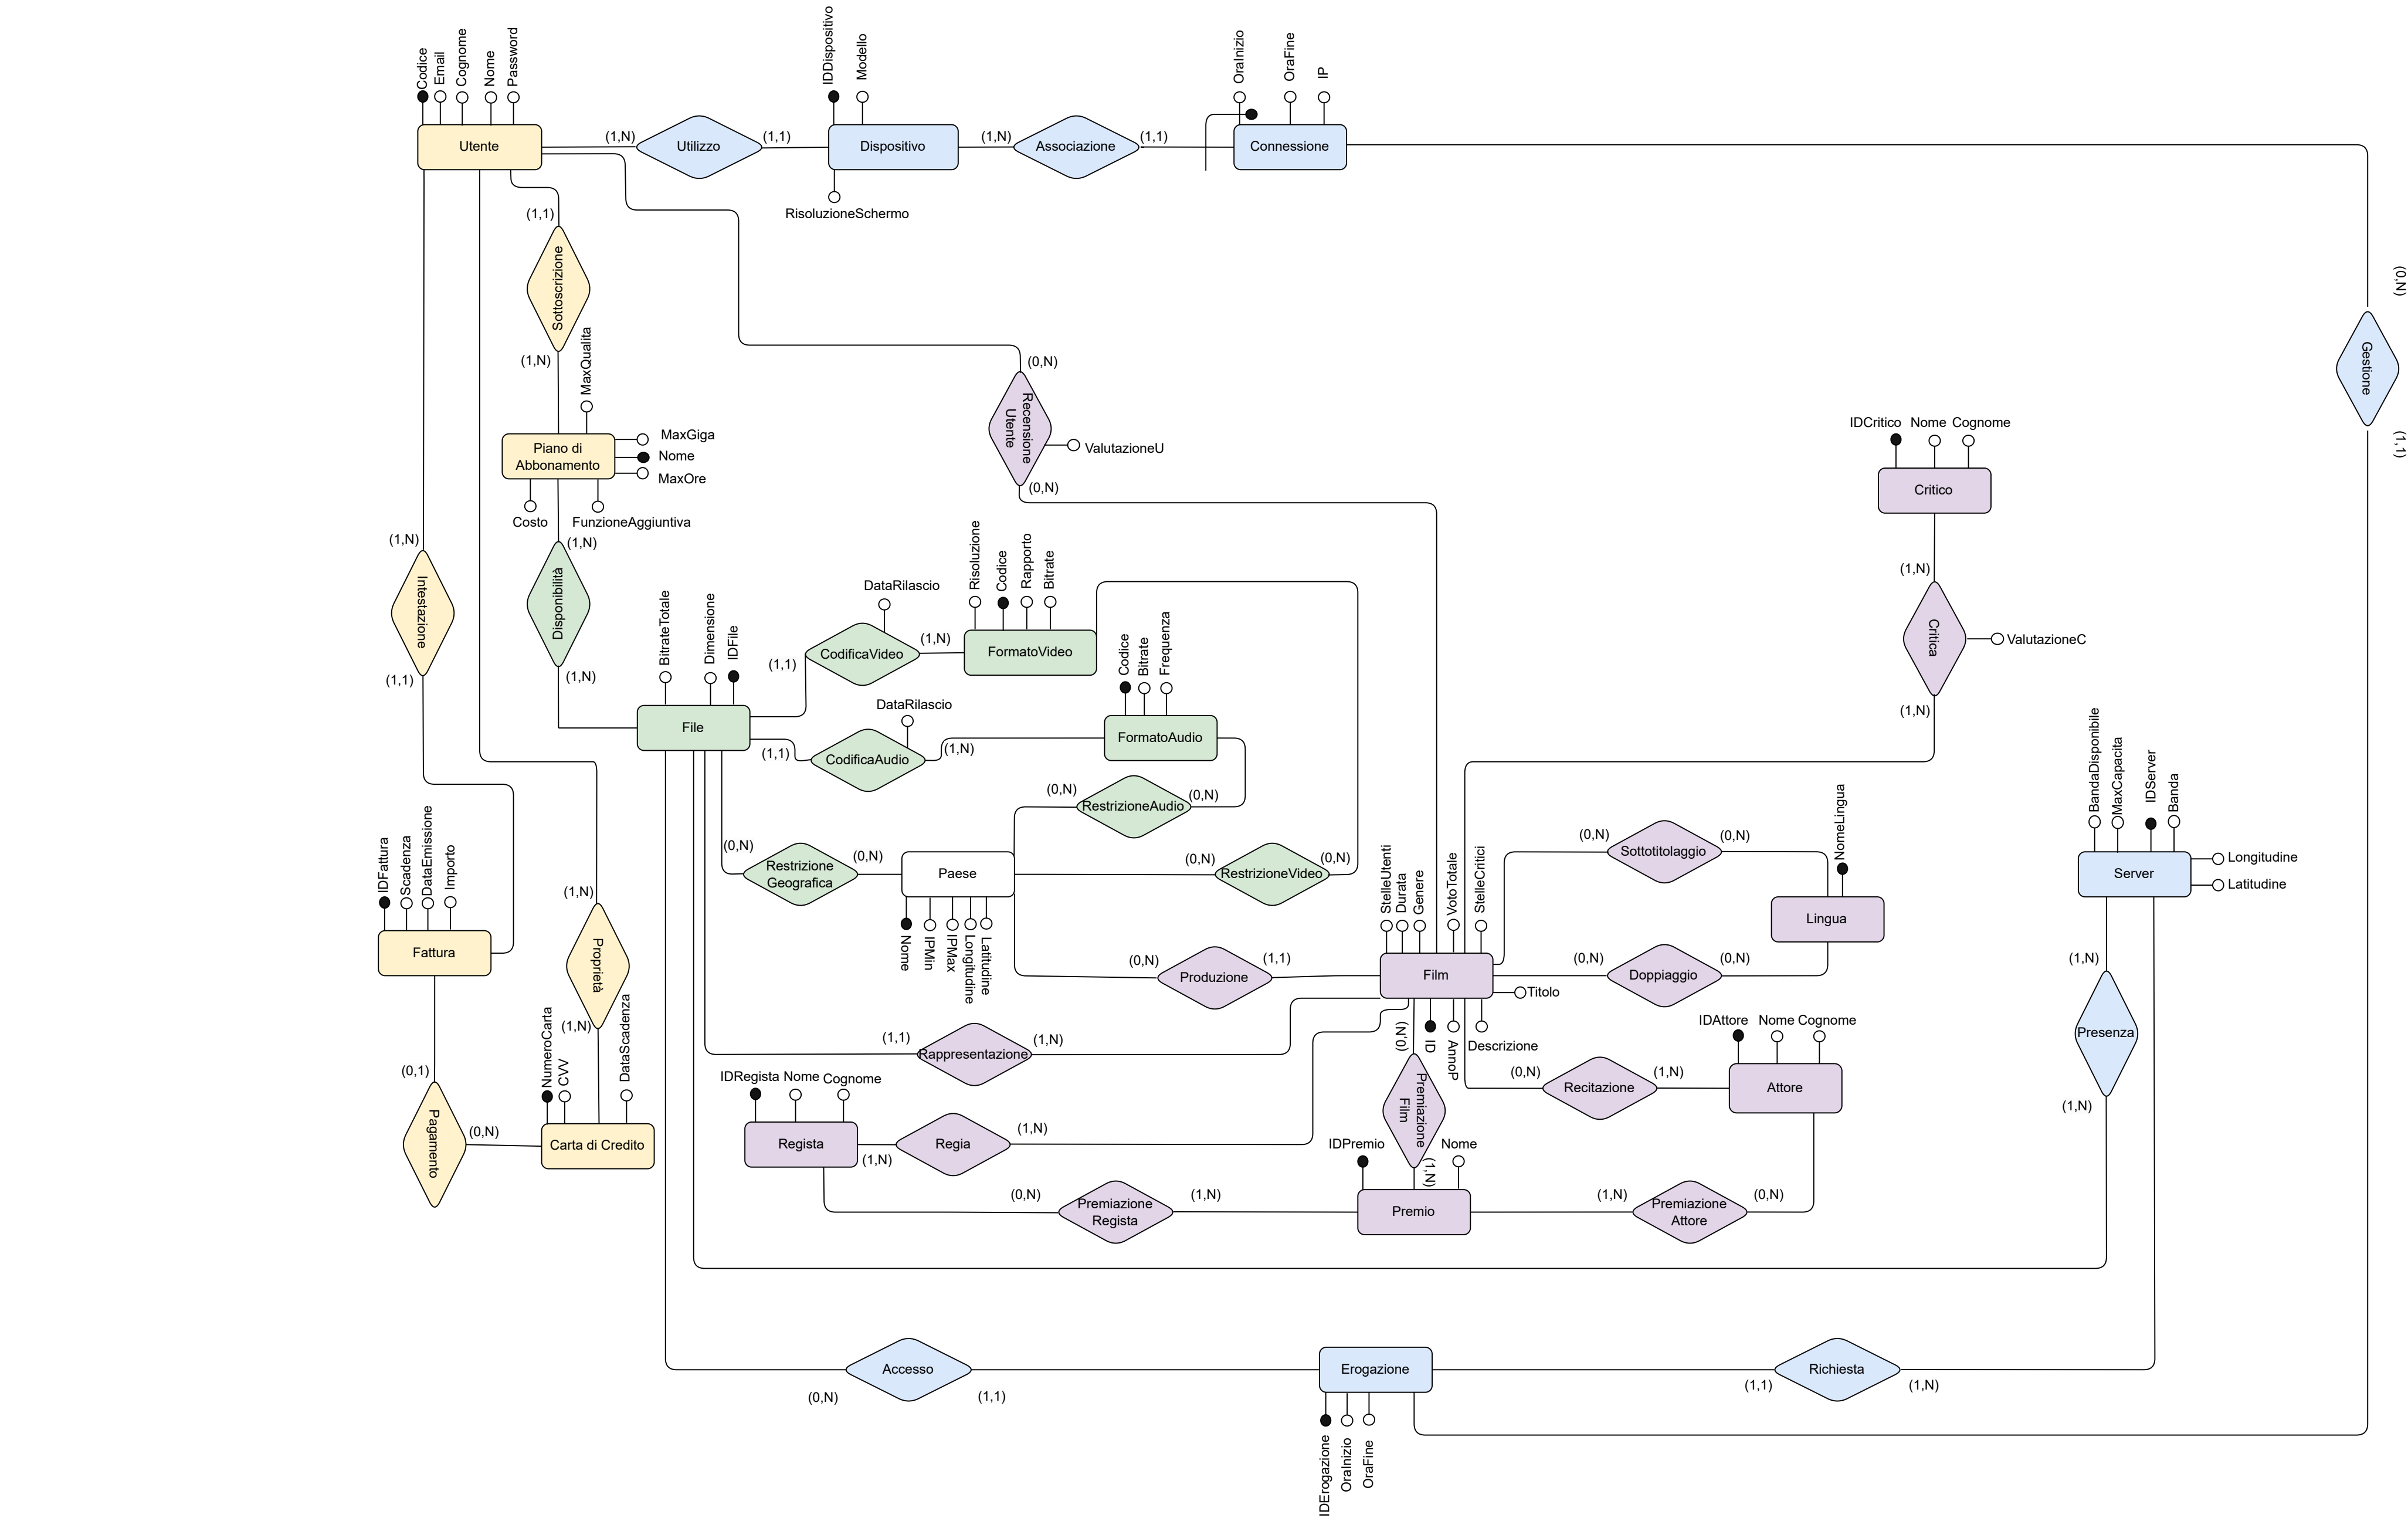 Codice
Email
Cognome
Nome
Password
IDDispositivo
Modello
OraInizio
OraFine
IP
Utente
(1,N)
Utilizzo
(1,1)
Dispositivo
(1,N)
Associazione
(1,1)
Connessione
RisoluzioneSchermo
(1,1)
Sottoscrizione
(1,N)
MaxQualita
(0,N)
Gestione
(1,1)
(0,N)
Recensione
Utente
ValutazioneU
(0,N)
Piano di
Abbonamento
MaxGiga
Nome
MaxOre
Costo
FunzioneAggiuntiva
IDCritico
Nome
Cognome
Critico
(1,N)
Critica
ValutazioneC
(1,N)
(1,N)
Intestazione
(1,1)
(1,N)
Disponibilità
(1,N)
BitrateTotale
Dimensione
IDFile
File
DataRilascio
(1,1)
CodificaVideo
(1,N)
Risoluzione
Codice
Rapporto
Bitrate
FormatoVideo
DataRilascio
(1,1)
CodificaAudio
(1,N)
Codice
Bitrate
Frequenza
FormatoAudio
(0,N)
RestrizioneAudio
(0,N)
(0,N)
Restrizione
Geografica
(0,N)
Paese
(0,N)
RestrizioneVideo
(0,N)
Nome
IPMin
IPMax
Longitudine
Latitudine
(0,N)
Produzione
(1,1)
StelleUtenti
Durata
Genere
VotoTotale
StelleCritici
Film
Titolo
ID
AnnoP
Descrizione
(0,N)
Sottotitolaggio
(0,N)
NomeLingua
Lingua
(0,N)
Doppiaggio
(0,N)
BandaDisponibile
MaxCapacita
IDServer
Banda
Server
Longitudine
Latitudine
(1,N)
Presenza
(1,N)
IDFattura
Scadenza
DataEmissione
Importo
Fattura
(1,N)
Proprietà
(1,N)
NumeroCarta
CVV
DataScadenza
Carta di Credito
(0,1)
Pagamento
(0,N)
(1,1)
Rappresentazione
(1,N)
IDRegista
Nome
Cognome
Regista
(1,N)
Regia
(1,N)
(0,N)
Premiazione
Film
(1,N)
IDPremio
Nome
Premio
(0,N)
Recitazione
(1,N)
IDAttore
Nome
Cognome
Attore
(0,N)
Premiazione
Regista
(1,N)
(1,N)
Premiazione
Attore
(0,N)
Accesso
(0,N)
(1,1)
Erogazione
Richiesta
(1,1)
(1,N)
IDErogazione
OraInizio
OraFine